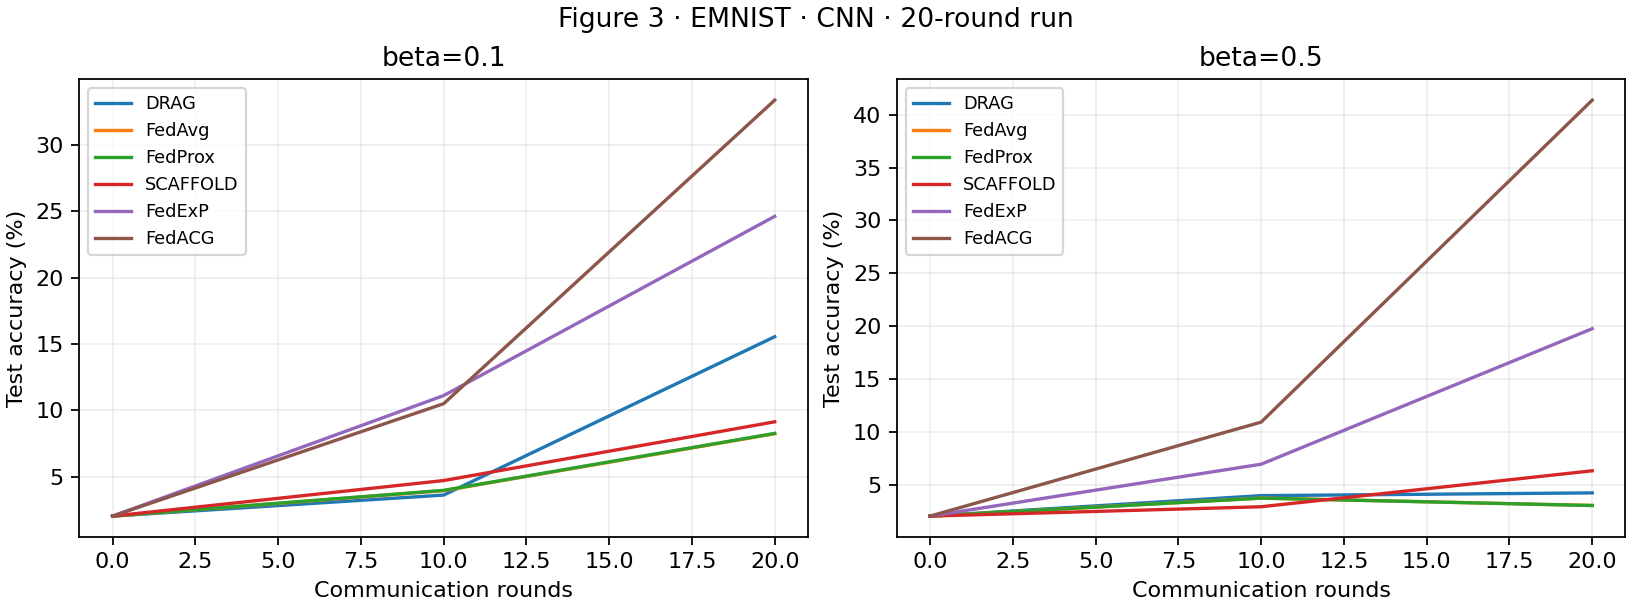 Figure 3 · EMNIST · CNN · 20-round run
beta=0.1
DRAG
FedAvg
FedProx
SCAFFOLD
FedExP
FedACG
30
25
20
15
10
5
Test accuracy (%)
0.0 2.5 5.0 7.5 10.0 12.5 15.0 17.5 20.0
Communication rounds
beta=0.5
DRAG
FedAvg
FedProx
SCAFFOLD
FedExP
FedACG
40
35
30
25
20
15
10
5
Test accuracy (%)
0.0 2.5 5.0 7.5 10.0 12.5 15.0 17.5 20.0
Communication rounds